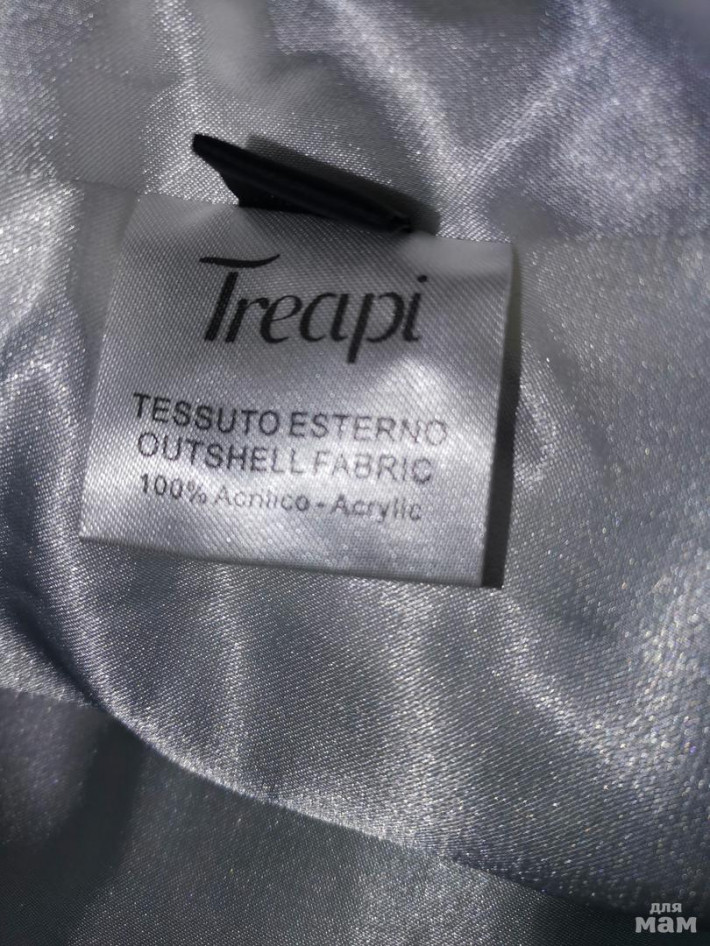 Treapi
TESSUTO ESTERNO
OUTSHELL FABRIC
100% Acrilico - Acrylic
для
мам